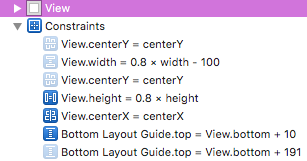 View
Constraints
View.centerY = centerY
View.width = 0.8 × width - 100
View.centerY = centerY
View.height = 0.8 × height
View.centerX = centerX
Bottom Layout Guide.top = View.bottom + 10
Bottom Layout Guide.top = View.bottom + 191